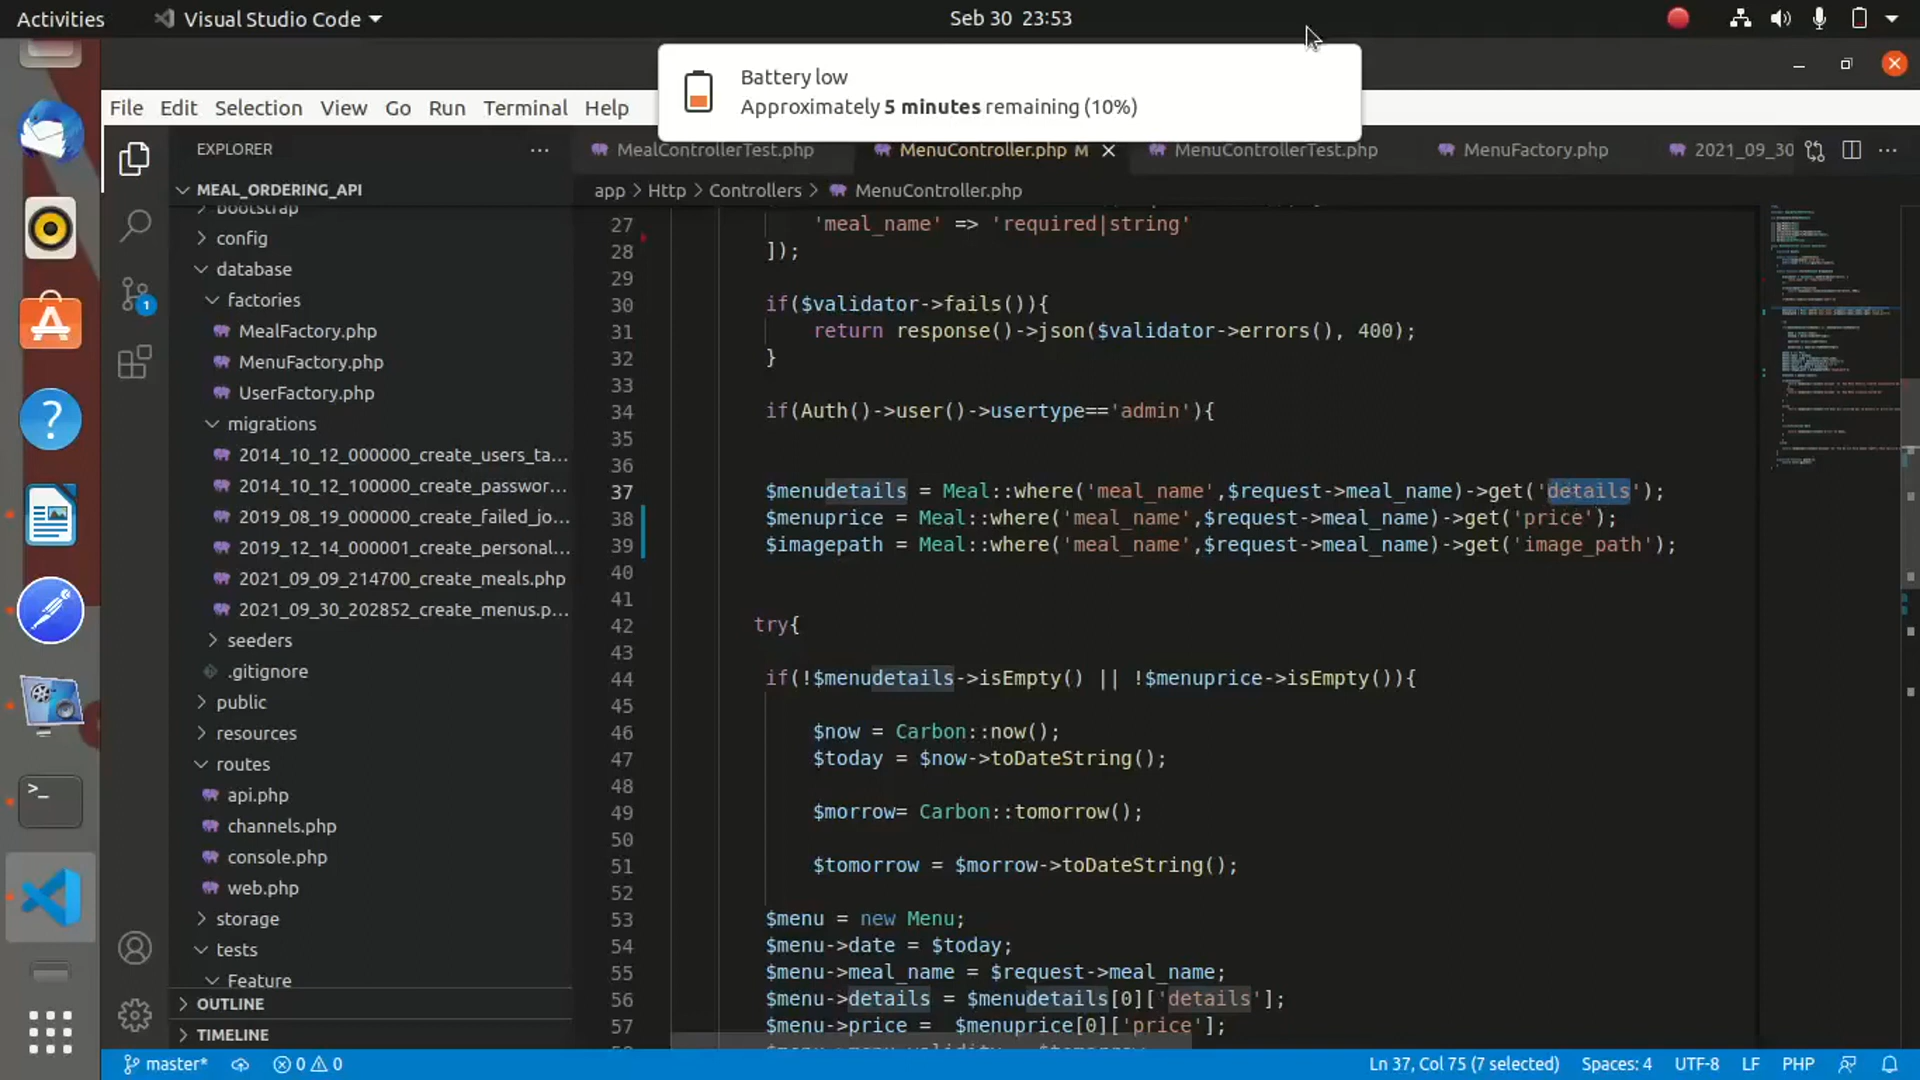 Activities
Visual Studio Code
Seb 30 23:53
Battery low
Approximately 5 minutes remaining (10%)
File Edit Selection View Go Run Terminal Help
EXPLORER
MealControllerTest.php
MenuController.php M
MenuControllerTest.php
MenuFactory.php
2021_09_30
MEAL_ORDERING_API
app > Http > Controllers > MenuController.php
bootstrap
config
database
factories
MealFactory.php
MenuFactory.php
UserFactory.php
migrations
2014_10_12_000000_create_users_ta...
2014_10_12_100000_create_passwor...
2019_08_19_000000_create_failed_jo...
2019_12_14_000001_create_personal...
2021_09_09_214700_create_meals.php
2021_09_30_202852_create_menus.p...
seeders
.gitignore
public
resources
routes
api.php
channels.php
console.php
web.php
storage
tests
Feature
OUTLINE
TIMELINE
27 'meal_name' => 'required|string'
28 ]);
29
30 if($validator->fails()){
31 return response()->json($validator->errors(), 400);
32 }
33
34 if(Auth()->user()->usertype=='admin'){
35
36
37 $menudetails = Meal::where('meal_name',$request->meal_name)->get('details');
38 $menuprice = Meal::where('meal_name',$request->meal_name)->get('price');
39 $imagepath = Meal::where('meal_name',$request->meal_name)->get('image_path');
40
41
42 try{
43
44 if(!$menudetails->isEmpty() || !$menuprice->isEmpty()){
45
46 $now = Carbon::now();
47 $today = $now->toDateString();
48
49 $morrow= Carbon::tomorrow();
50
51 $tomorrow = $morrow->toDateString();
52
53 $menu = new Menu;
54 $menu->date = $today;
55 $menu->meal_name = $request->meal_name;
56 $menu->details = $menudetails[0]['details'];
57 $menu->price =  $menuprice[0]['price'];
1
master*
0 0
Ln 37, Col 75 (7 selected)
Spaces: 4
UTF-8
LF
PHP